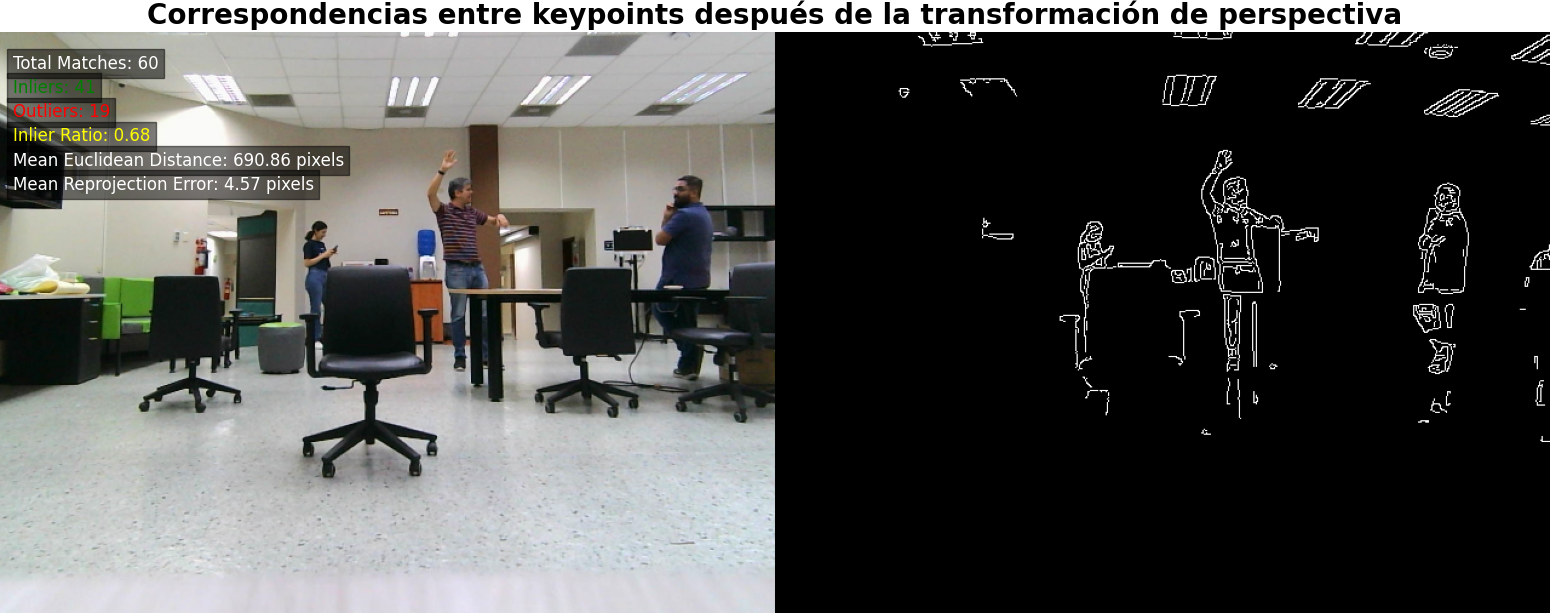 Correspondencias entre keypoints después de la transformación de perspectiva
Total Matches: 60
Inliers: 41
Outliers: 19
Inlier Ratio: 0.68
Mean Euclidean Distance: 690.86 pixels
Mean Reprojection Error: 4.57 pixels